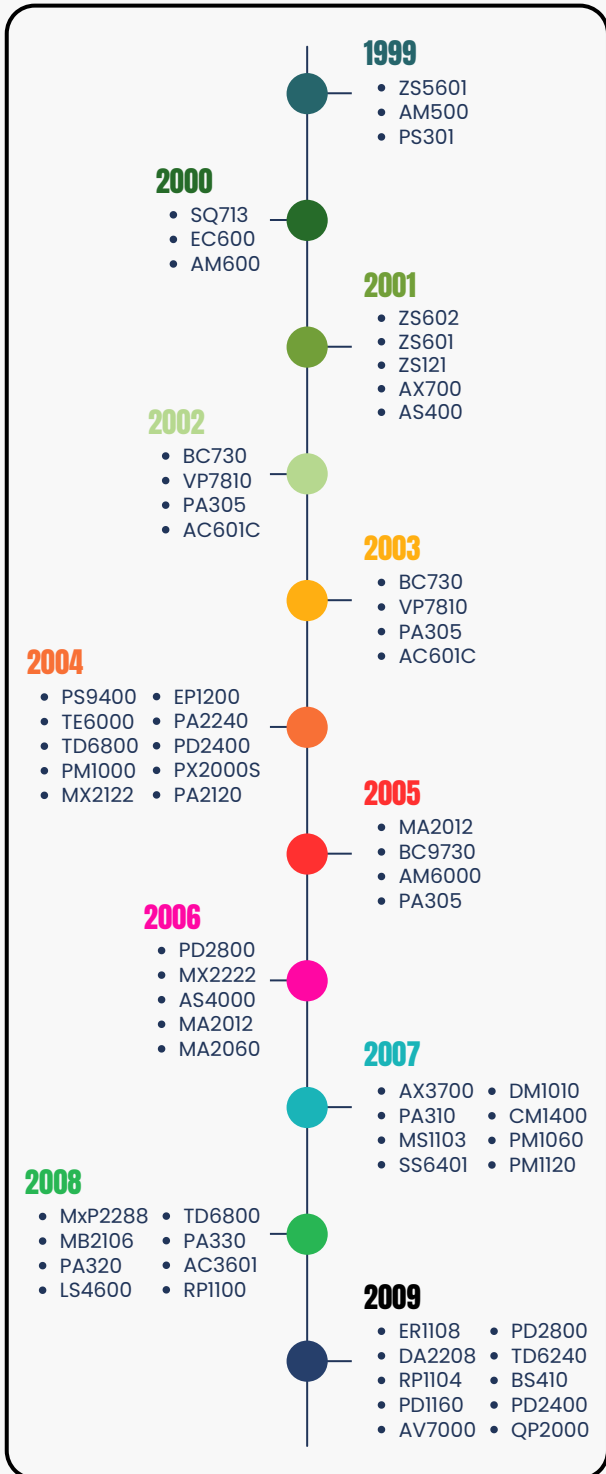 1999
ZS5601
AM500
PS301
2000
SQ713
EC600
AM600
2001
ZS602
ZS601
ZS121
AX700
AS400
2002
BC730
VP7810
PA305
AC601C
2003
BC730
VP7810
PA305
AC601C
2004
PS9400
TE6000
TD6800
PM1000
MX2122
EP1200
PA2240
PD2400
PX2000S
PA2120
2005
MA2012
BC9730
AM6000
PA305
2006
PD2800
MX2222
AS4000
MA2012
MA2060
2007
AX3700
PA310
MS1103
SS6401
DM1010
CM1400
PM1060
PM1120
2008
MxP2288
MB2106
PA320
LS4600
TD6800
PA330
AC3601
RP1100
2009
ER1108
DA2208
RP1104
PD1160
AV7000
PD2800
TD6240
BS410
PD2400
QP2000